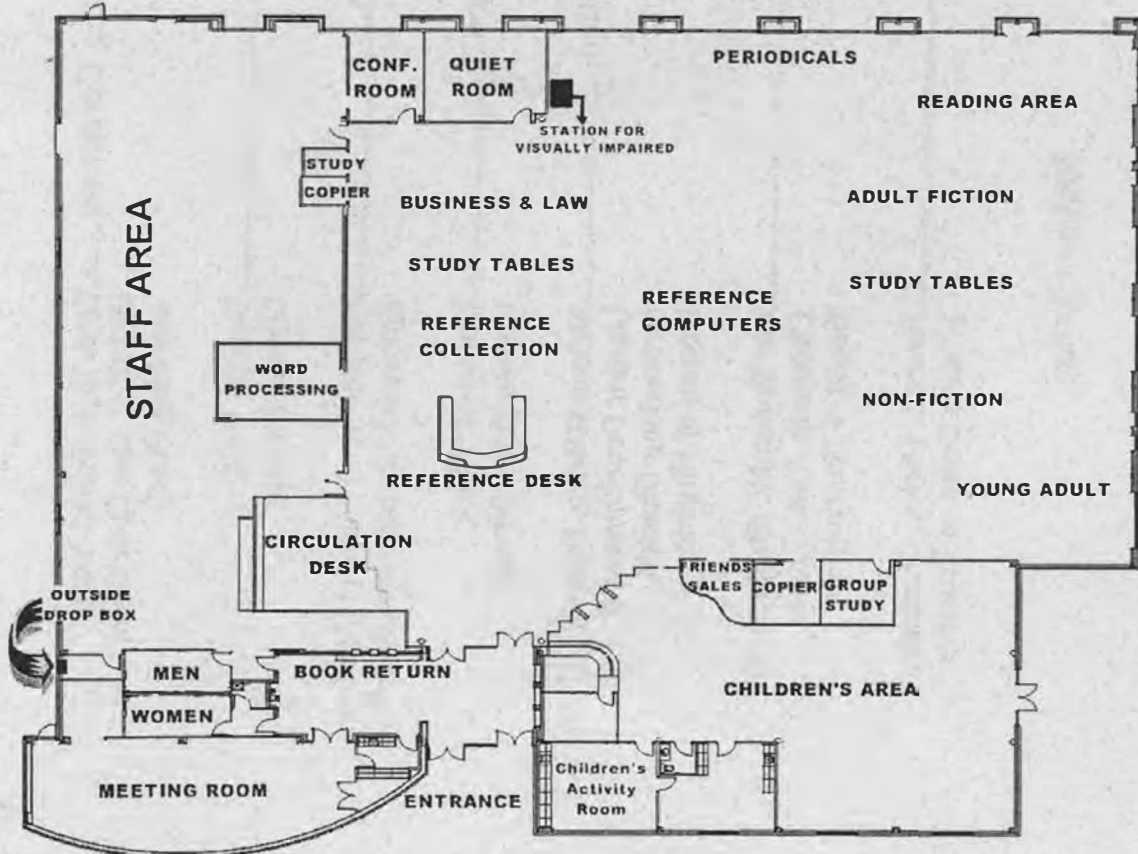 PERIODICALS
CONF.
ROOM
QUIET
ROOM
READING AREA
STATION FOR
VISUALLY IMPAIRED
STUDY
COPIER
BUSINESS & LAW
ADULT FICTION
STAFF AREA
STUDY TABLES
STUDY TABLES
REFERENCE
COMPUTERS
REFERENCE
COLLECTION
WORD
PROCESSING
NON-FICTION
REFERENCE DESK
YOUNG ADULT
CIRCULATION
DESK
FRIENDS
SALES
COPIER
GROUP
STUDY
OUTSIDE
DROP BOX
MEN
BOOK RETURN
WOMEN
CHILDREN'S AREA
MEETING ROOM
ENTRANCE
Children's
Activity
Room